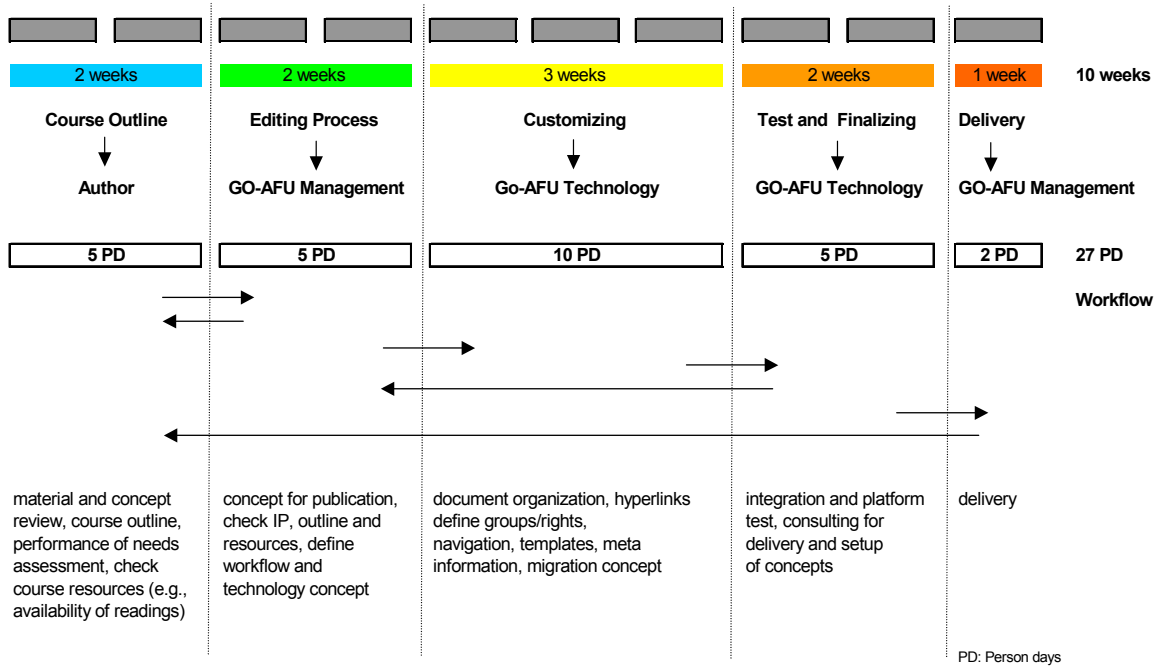 2 weeks 2 weeks 3 weeks 2 weeks 1 week 10 weeks
Course Outline Editing Process Customizing Test and Finalizing Delivery
Author GO-AFU Management Go-AFU Technology GO-AFU Technology GO-AFU Management
5 PD 5 PD 10 PD 5 PD 2 PD 27 PD
Workflow
material and concept
review, course outline,
performance of needs
assessment, check
course resources (e.g.,
availability of readings)
concept for publication,
check IP, outline and
resources, define
workflow and
technology concept
document organization, hyperlinks
define groups/rights,
navigation, templates, meta
information, migration concept
integration and platform
test, consulting for
delivery and setup
of concepts
delivery
PD: Person days